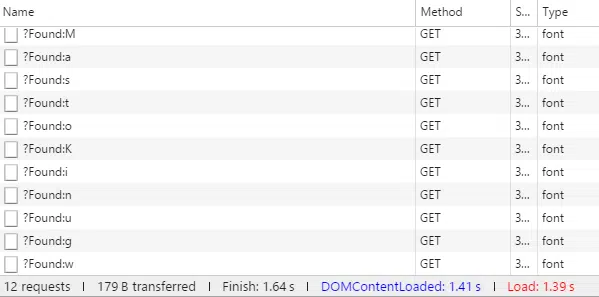 Name Method S... Type
?Found:M GET 3... font
?Found:a GET 3... font
?Found:s GET 3... font
?Found:t GET 3... font
?Found:o GET 3... font
?Found:K GET 3... font
?Found:i GET 3... font
?Found:n GET 3... font
?Found:u GET 3... font
?Found:g GET 3... font
?Found:w GET 3... font
12 requests I 179 B transferred I Finish: 1.64 s I DOMContentLoaded: 1.41 s I Load: 1.39 s